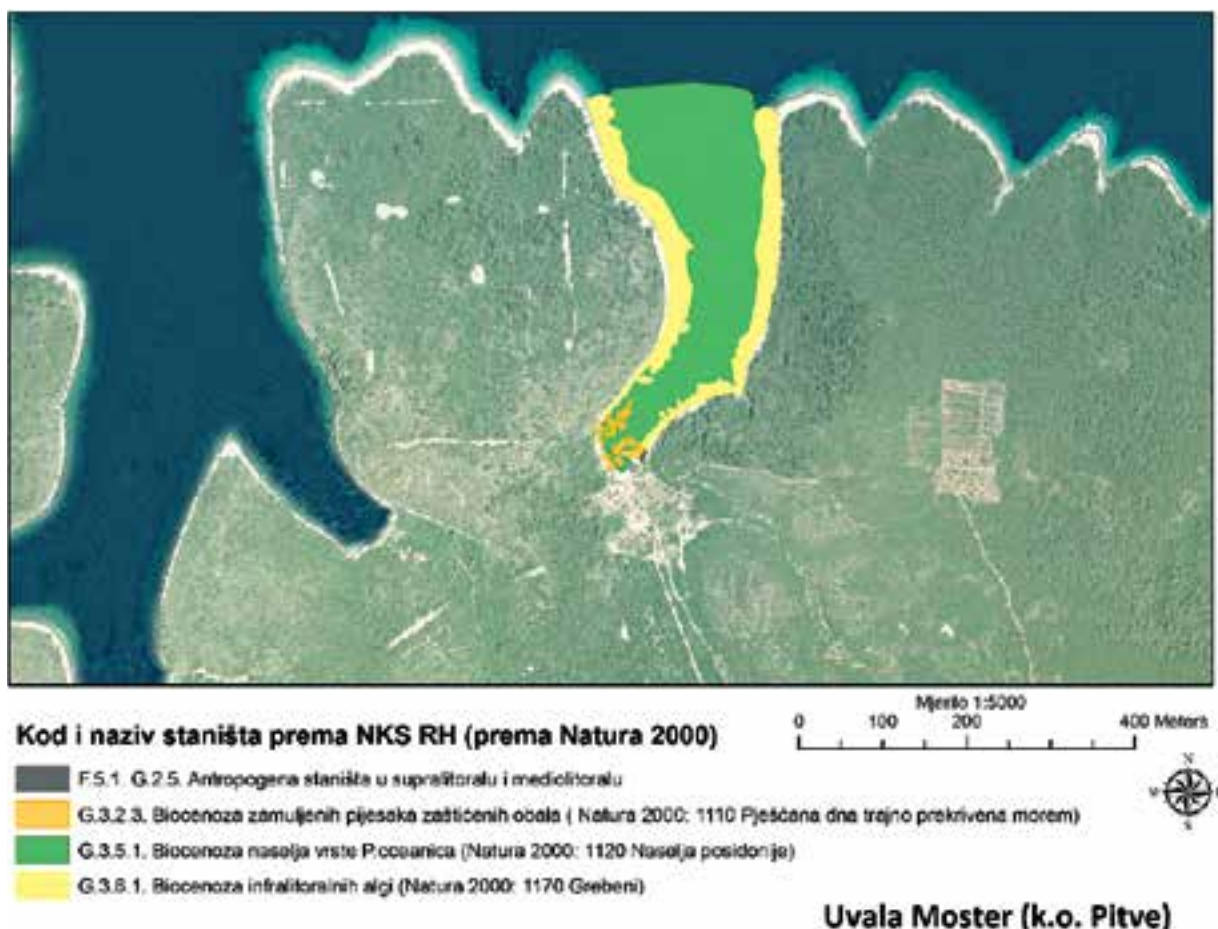 Mjerilo 1:5000
0 100 200 400 Meters
Kod i naziv staništa prema NKS RH (prema Natura 2000)
N
W
S
F.5.1. G.2.5. Antropogena staništa u supralitoralu i mediolitoralu
G.3.2.3. Biocenoza zamuljenih pijesaka zaštićenih obala ( Natura 2000: 1110 Pješčana dna trajno prekrivena morem)
G.3.5.1. Biocenoza naselja vrste P.oceanica (Natura 2000: 1120 Naselja posidonije)
G.3.6.1. Biocenoza infralitoralnih algi (Natura 2000: 1170 Grebeni)
Uvala Moster (k.o. Pitve)